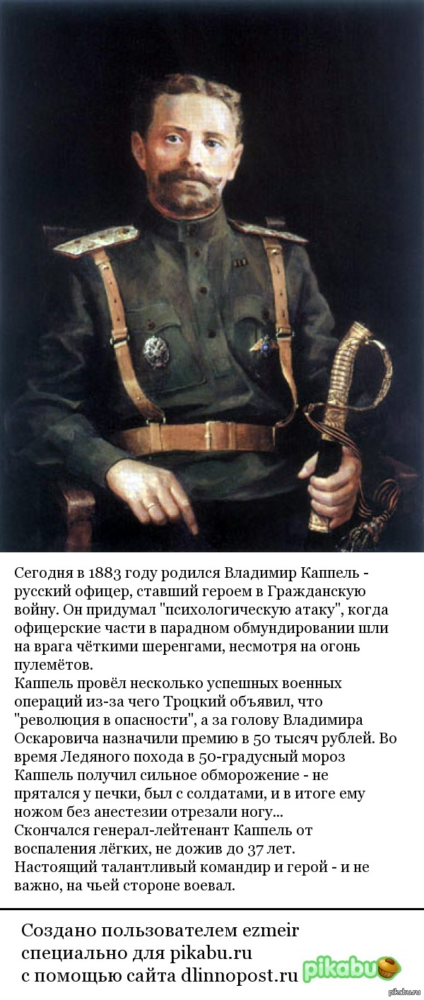 Сегодня в 1883 году родился Владимир Каппель -
русский офицер, ставший героем в Гражданскую
войну. Он придумал "психологическую атаку", когда
офицерские части в парадном обмундировании шли
на врага чёткими шеренгами, несмотря на огонь
пулемётов.
Каппель провёл несколько успешных военных
операций из-за чего Троцкий объявил, что
"революция в опасности", а за голову Владимира
Оскаровича назначили премию в 50 тысяч рублей. Во
время Ледяного похода в 50-градусный мороз
Каппель получил сильное обморожение - не
прятался у печки, был с солдатами, и в итоге ему
ножом без анестезии отрезали ногу...
Скончался генерал-лейтенант Каппель от
воспаления лёгких, не дожив до 37 лет.
Настоящий талантливый командир и герой - и не
важно, на чьей стороне воевал.
Создано пользователем ezmeir
специально для pikabu.ru
с помощью сайта dlinnopost.ru pikabu
pikabu.ru